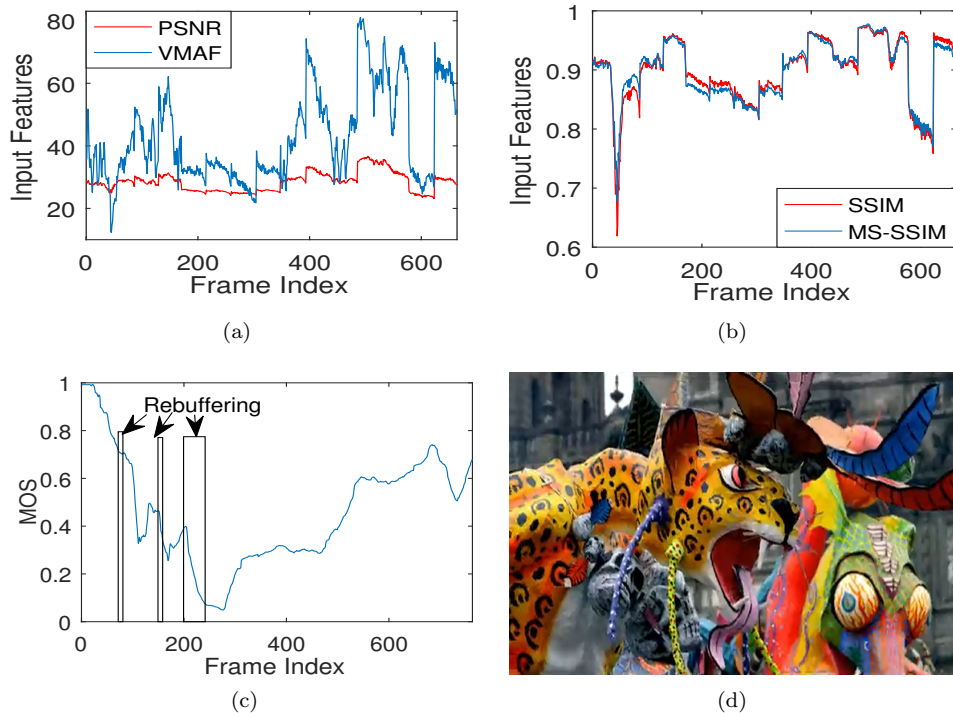 PSNR
VMAF
80
60
40
20
Input Features
0
200
400
600
Frame Index
(a)
SSIM
MS-SSIM
1
0.9
0.8
0.7
0.6
Input Features
0
200
400
600
Frame Index
(b)
Rebuffering
1
0.8
0.6
0.4
0.2
0
MOS
0
200
400
600
Frame Index
(c)
(d)